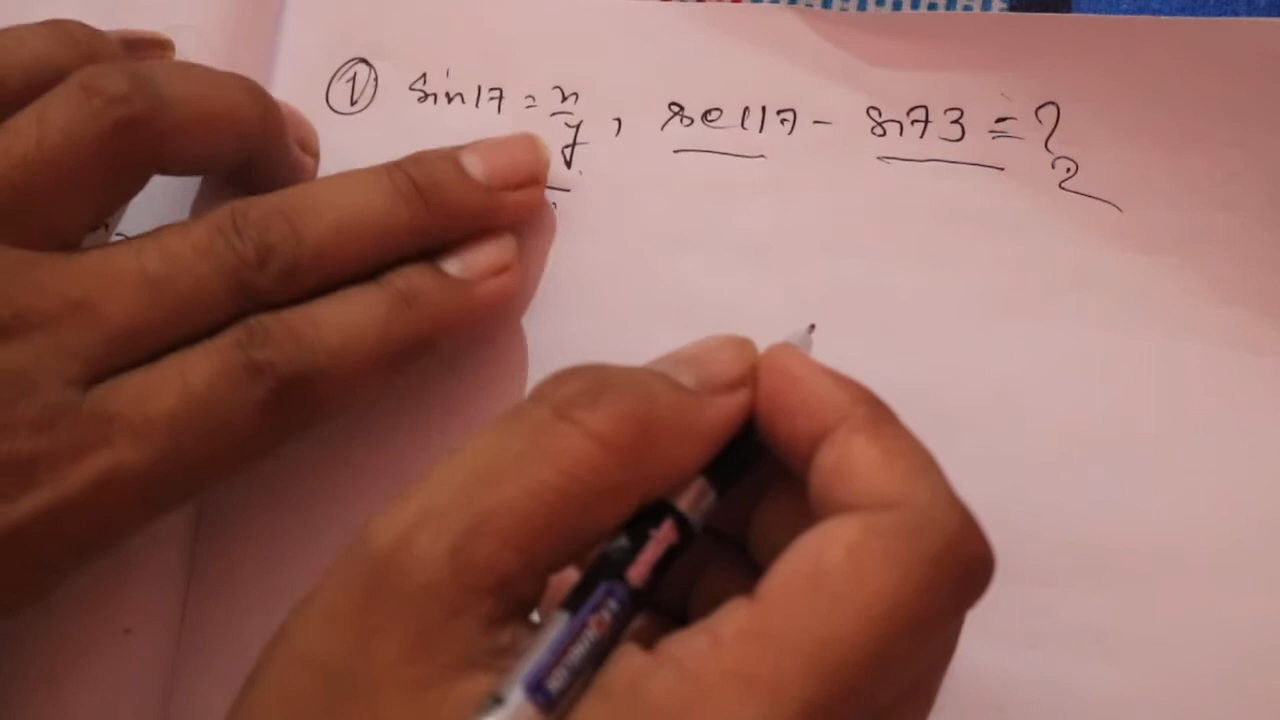 ① sin17 = x/y, sec17 - sin73 = ?